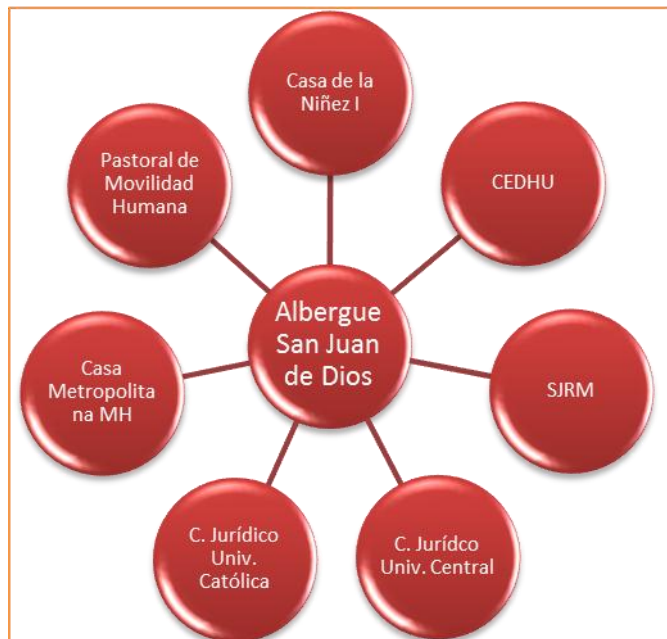 Casa de la
Niñez I
Pastoral de
Movilidad
Humana
CEDHU
Albergue
San Juan
de Dios
Casa
Metropolita
na MH
SJRM
C. Jurídico
Univ.
Católica
C. Jurídco
Univ. Central